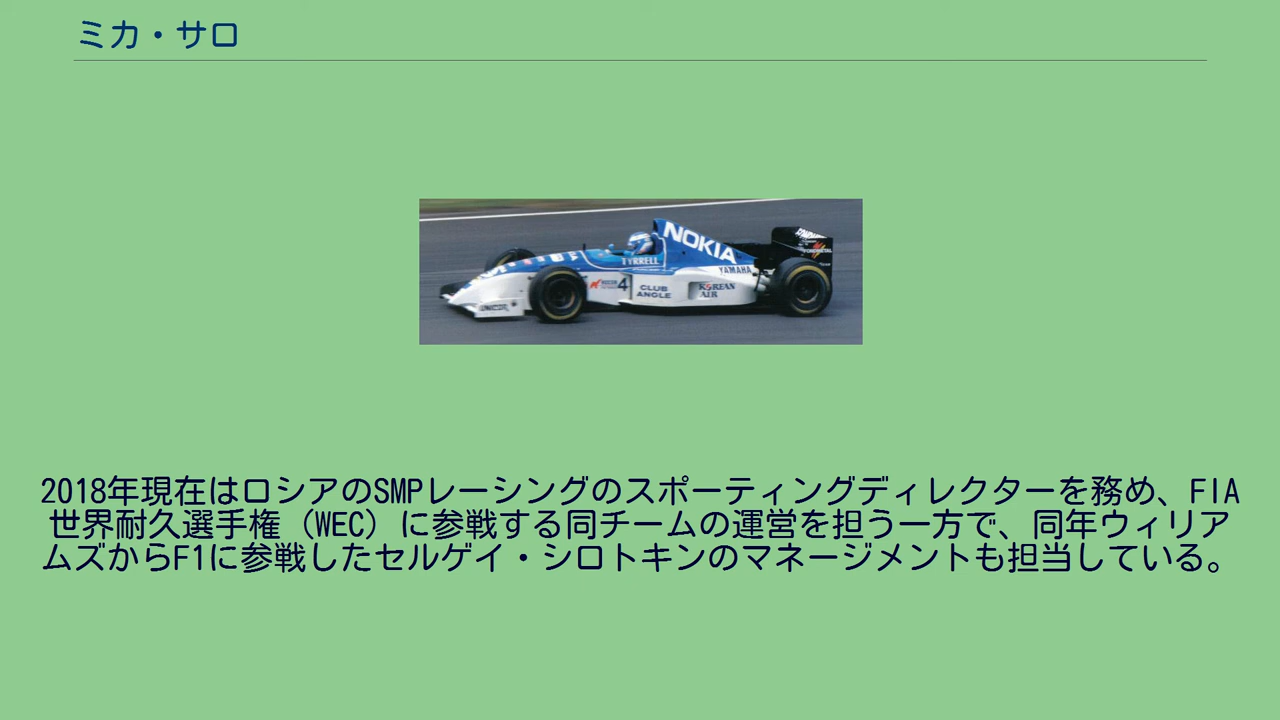 ミカ・サロ
NOKIA
TYRRELL
YAMAHA
4
CLUB
ANGLE
KOREAN
AIR
2018年現在はロシアのSMPレーシングのスポーティングディレクターを務め、FIA
世界耐久選手権（WEC）に参戦する同チームの運営を担う一方で、同年ウィリア
ムズからF1に参戦したセルゲイ・シロトキンのマネージメントも担当している。